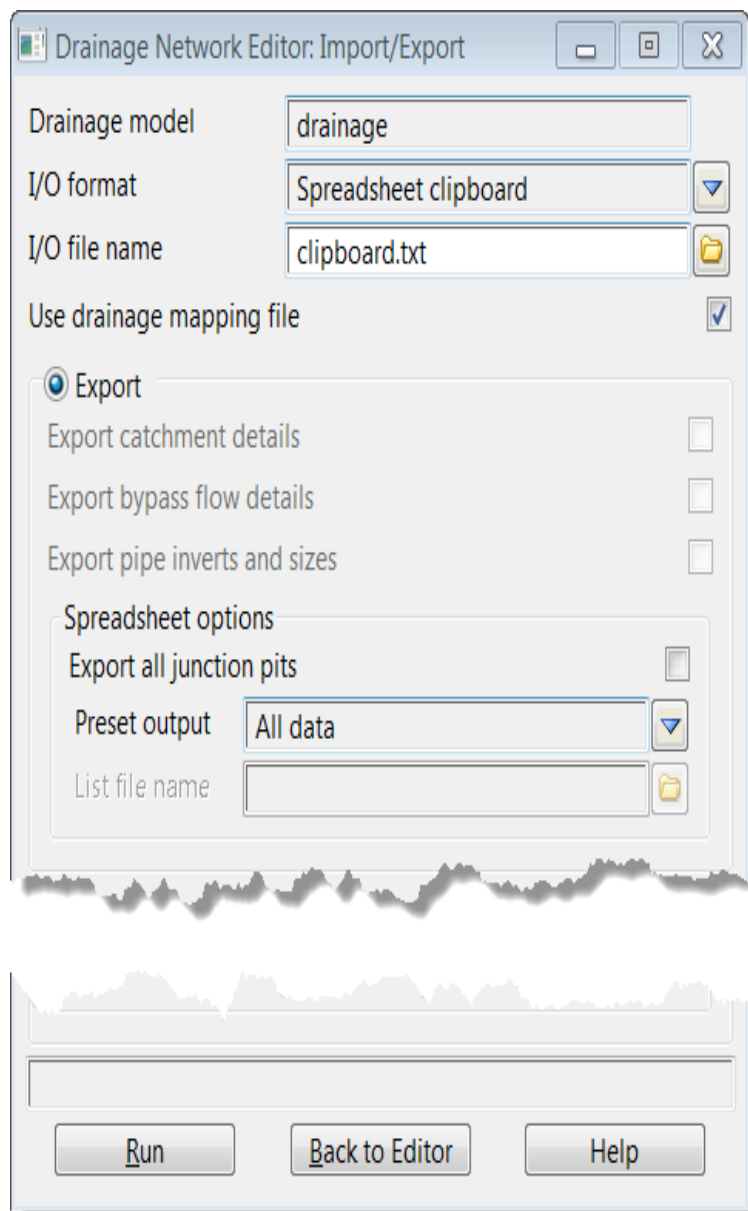 Drainage Network Editor: Import/Export
Drainage model drainage
I/O format Spreadsheet clipboard
I/O file name clipboard.txt
Use drainage mapping file
Export
Export catchment details
Export bypass flow details
Export pipe inverts and sizes
Spreadsheet options
Export all junction pits
Preset output All data
List file name
Run Back to Editor Help